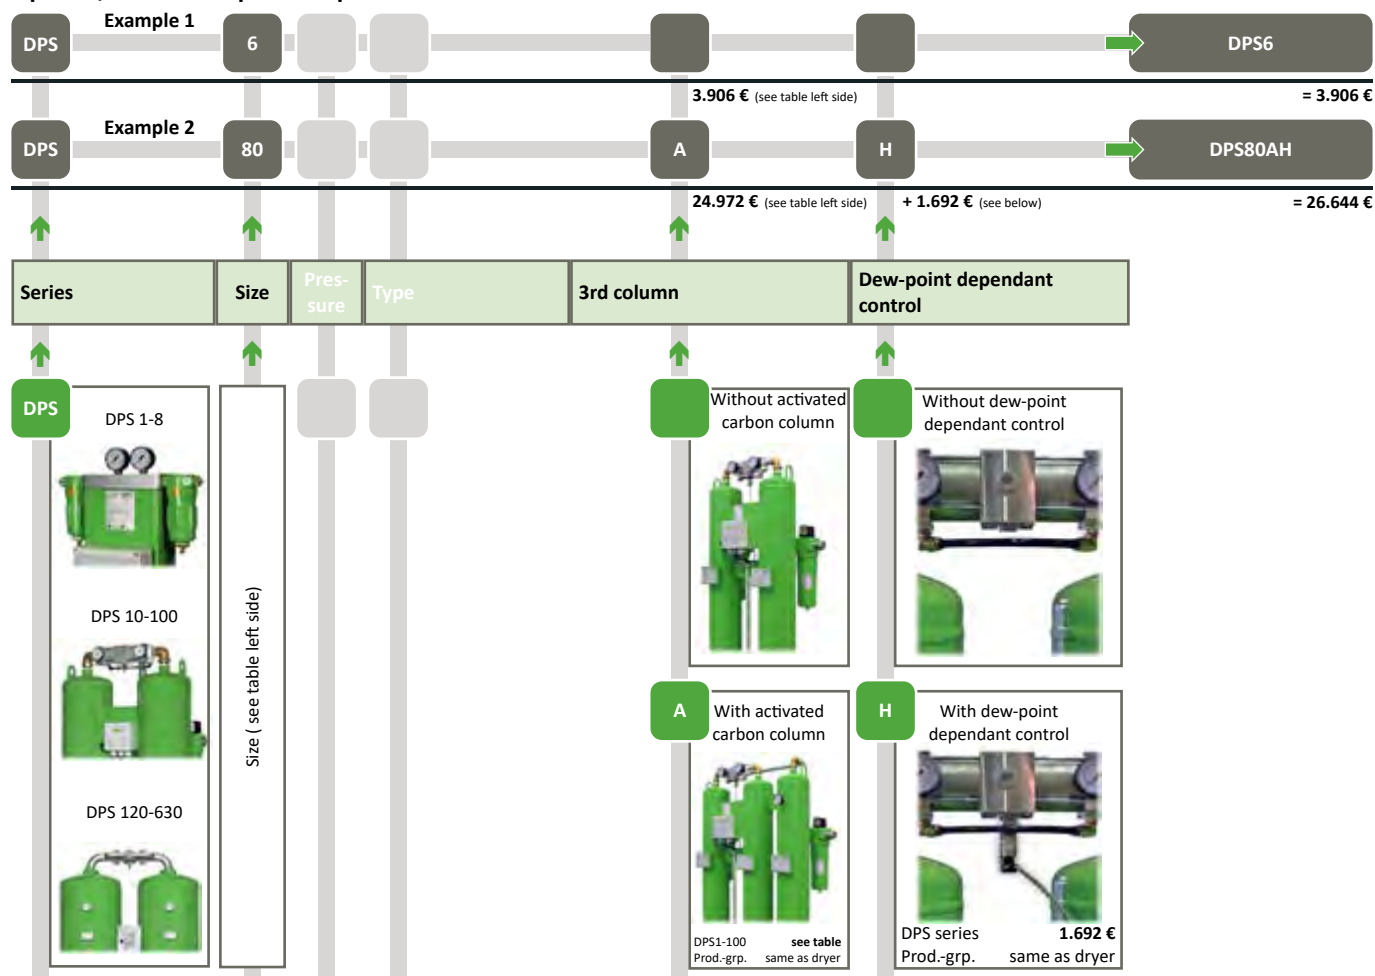 Example 1
DPS
6
DPS6
3.906 € (see table left side)
= 3.906 €
Example 2
DPS
80
A
H
DPS80AH
24.972 € (see table left side)
+ 1.692 € (see below)
= 26.644 €
Series
Size
Pres-
sure
Type
3rd column
Dew-point dependant
control
DPS
DPS 1-8
DPS 10-100
DPS 120-630
Size ( see table left side)
Without activated
carbon column
Without dew-point
dependant control
A
With activated
carbon column
DPS1-100 see table
Prod.-grp. same as dryer
H
With dew-point
dependant control
DPS series 1.692 €
Prod.-grp. same as dryer